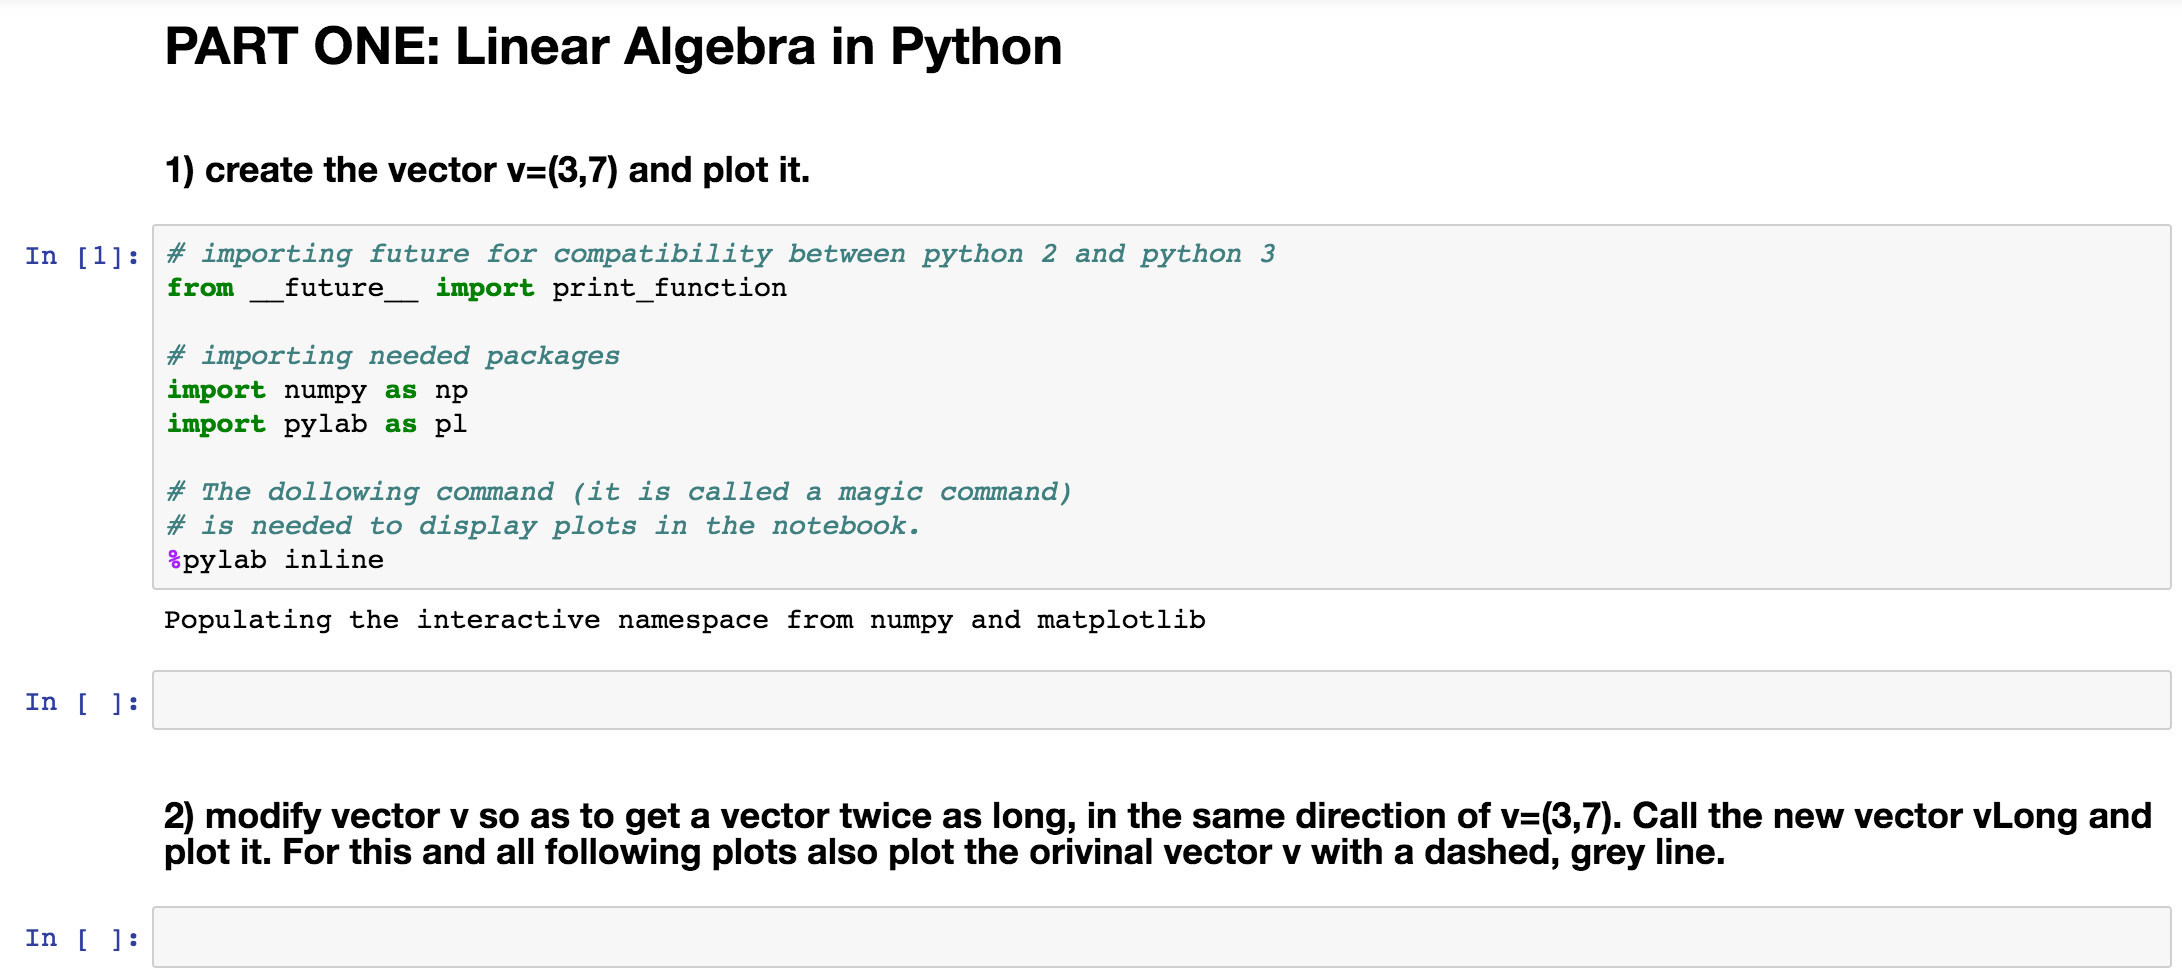 PART ONE: Linear Algebra in Python
1) create the vector v=(3,7) and plot it.
In [1]:
# importing future for compatibility between python 2 and python 3
from __future__ import print_function
# importing needed packages
import numpy as np
import pylab as pl
# The dollowing command (it is called a magic command)
# is needed to display plots in the notebook.
%pylab inline
Populating the interactive namespace from numpy and matplotlib
In [ ]:
2) modify vector v so as to get a vector twice as long, in the same direction of v=(3,7). Call the new vector vLong and
plot it. For this and all following plots also plot the orivinal vector v with a dashed, grey line.
In [ ]: